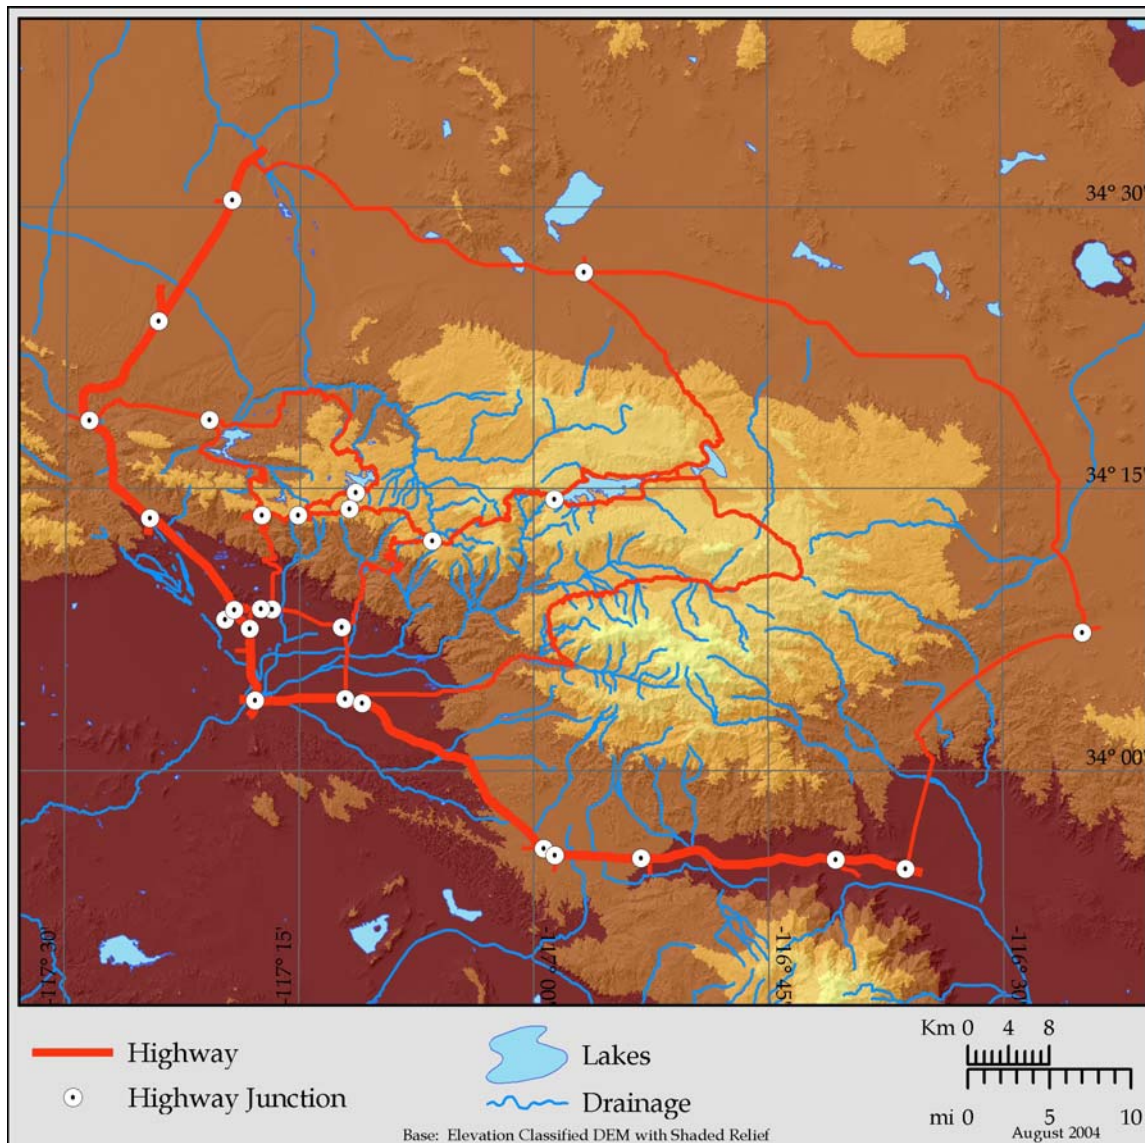 34° 30'
34° 15'
34° 00'
-117° 30'
-117° 15'
-117° 00'
-116° 45'
-116° 30'
Highway
Highway Junction
Lakes
Drainage
Km 0 4 8
mi 0 5 10
August 2004
Base: Elevation Classified DEM with Shaded Relief